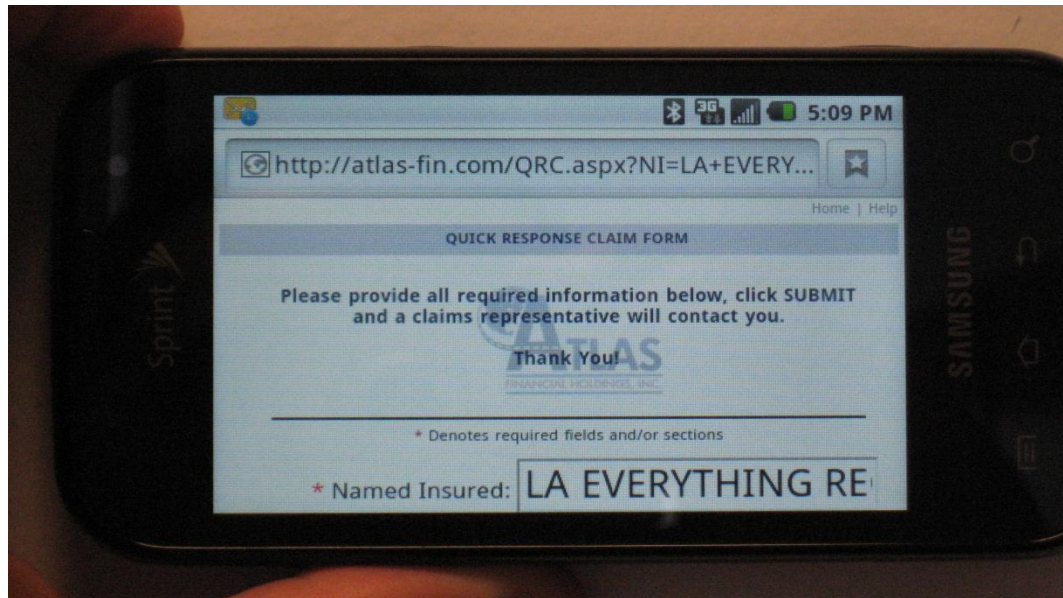 3G 5:09 PM
http://atlas-fin.com/QRC.aspx?NI=LA+EVERY...
Home | Help
QUICK RESPONSE CLAIM FORM
Please provide all required information below, click SUBMIT
and a claims representative will contact you.
Thank You!
ATLAS
FINANCIAL HOLDINGS, INC.
* Denotes required fields and/or sections
* Named Insured: LA EVERYTHING RE
Sprint
SAMSUNG